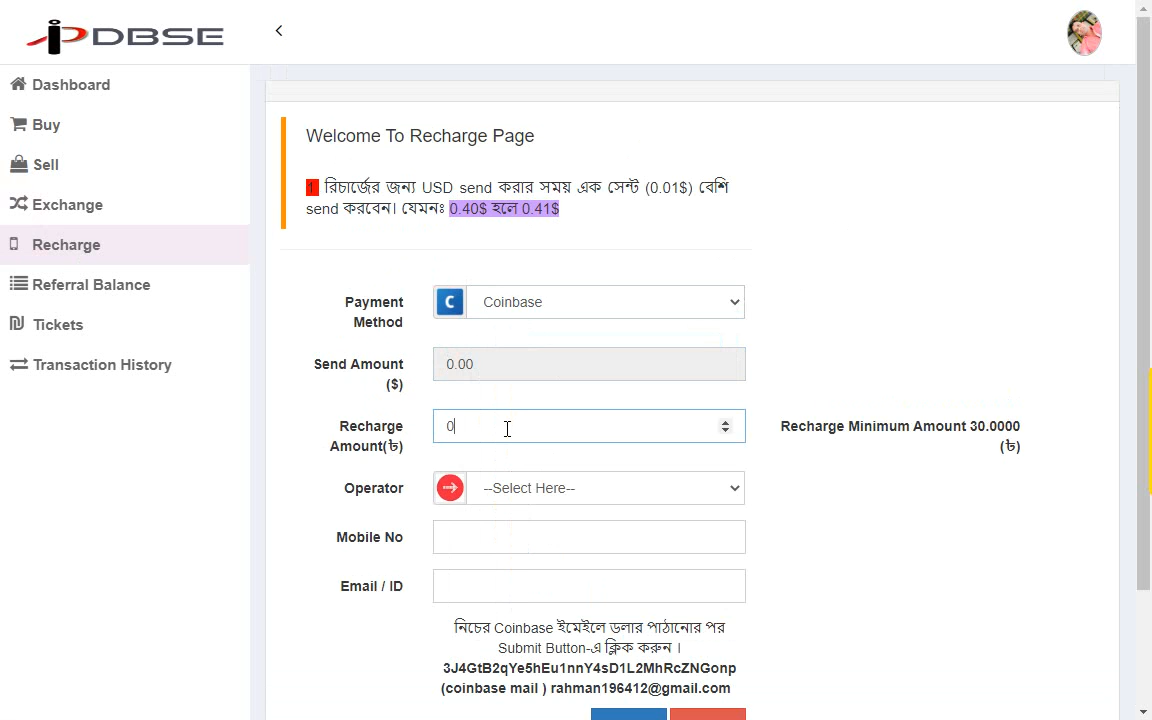 iPDBSE
Dashboard
Buy
Sell
Exchange
Recharge
Referral Balance
Tickets
Transaction History
Welcome To Recharge Page
1 রিচার্জের জন্য USD send করার সময় এক সেন্ট (0.01$) বেশি
send করবেন। যেমনঃ 0.40$ হলে 0.41$
Payment
Method
C Coinbase
Send Amount
($)
0.00
Recharge
Amount(৳)
0
Recharge Minimum Amount 30.0000
(৳)
Operator
--Select Here--
Mobile No
Email / ID
নিচের Coinbase ইমেইলে ডলার পাঠানোর পর
Submit Button-এ ক্লিক করুন ।
3J4GtB2qYe5hEu1nnY4sD1L2MhRcZNGonp
(coinbase mail ) rahman196412@gmail.com